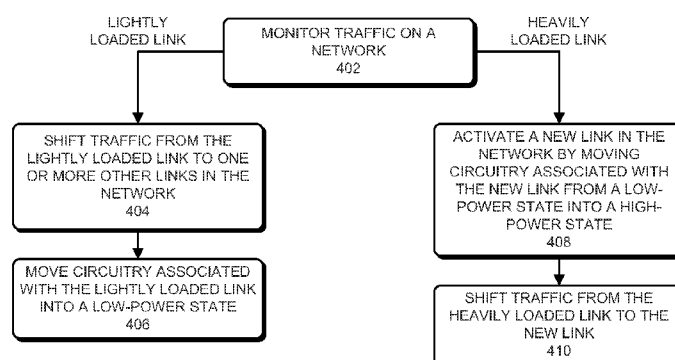 LIGHTLY
LOADED LINK
MONITOR TRAFFIC ON A
NETWORK
402
HEAVILY
LOADED LINK
SHIFT TRAFFIC FROM THE
LIGHTLY LOADED LINK TO ONE
OR MORE OTHER LINKS IN THE
NETWORK
404
MOVE CIRCUITRY ASSOCIATED
WITH THE LIGHTLY LOADED LINK
INTO A LOW-POWER STATE
406
ACTIVATE A NEW LINK IN THE
NETWORK BY MOVING
CIRCUITRY ASSOCIATED WITH
THE NEW LINK FROM A LOW-
POWER STATE INTO A HIGH-
POWER STATE
408
SHIFT TRAFFIC FROM THE
HEAVILY LOADED LINK TO THE
NEW LINK
410